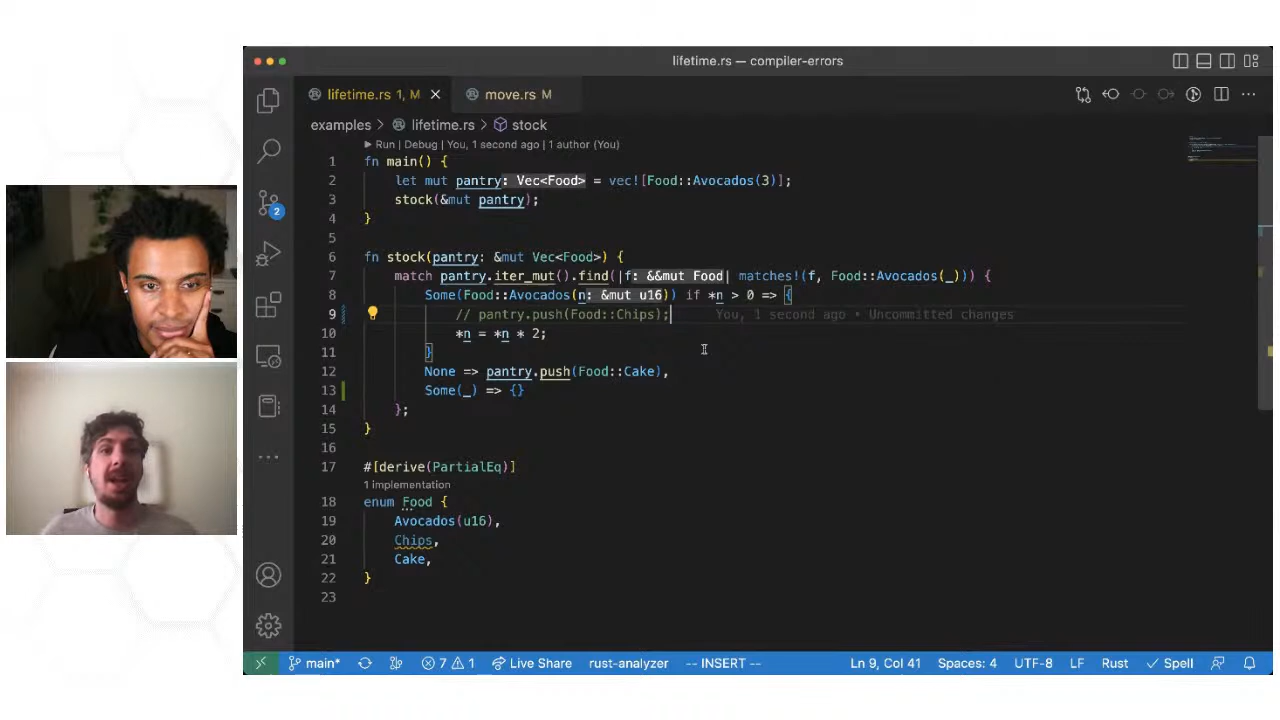 lifetime.rs — compiler-errors
lifetime.rs 1, M
move.rs M
examples > lifetime.rs > stock
Run | Debug | You, 1 second ago | 1 author (You)
1 fn main() {
2 let mut pantry: Vec<Food> = vec![Food::Avocados(3)];
3 stock(&mut pantry);
4 }
5
6 fn stock(pantry: &mut Vec<Food>) {
7 match pantry.iter_mut().find(|f: &&mut Food| matches!(f, Food::Avocados(_))) {
8 Some(Food::Avocados(n: &mut u16)) if *n > 0 => {
9 // pantry.push(Food::Chips); You, 1 second ago • Uncommitted changes
10 *n = *n * 2;
11 }
12 None => pantry.push(Food::Cake),
13 Some(_) => {}
14 };
15 }
16
17 #[derive(PartialEq)]
1 implementation
18 enum Food {
19 Avocados(u16),
20 Chips,
21 Cake,
22 }
23
2
main* 7 1 Live Share rust-analyzer -- INSERT -- Ln 9, Col 41 Spaces: 4 UTF-8 LF Rust Spell